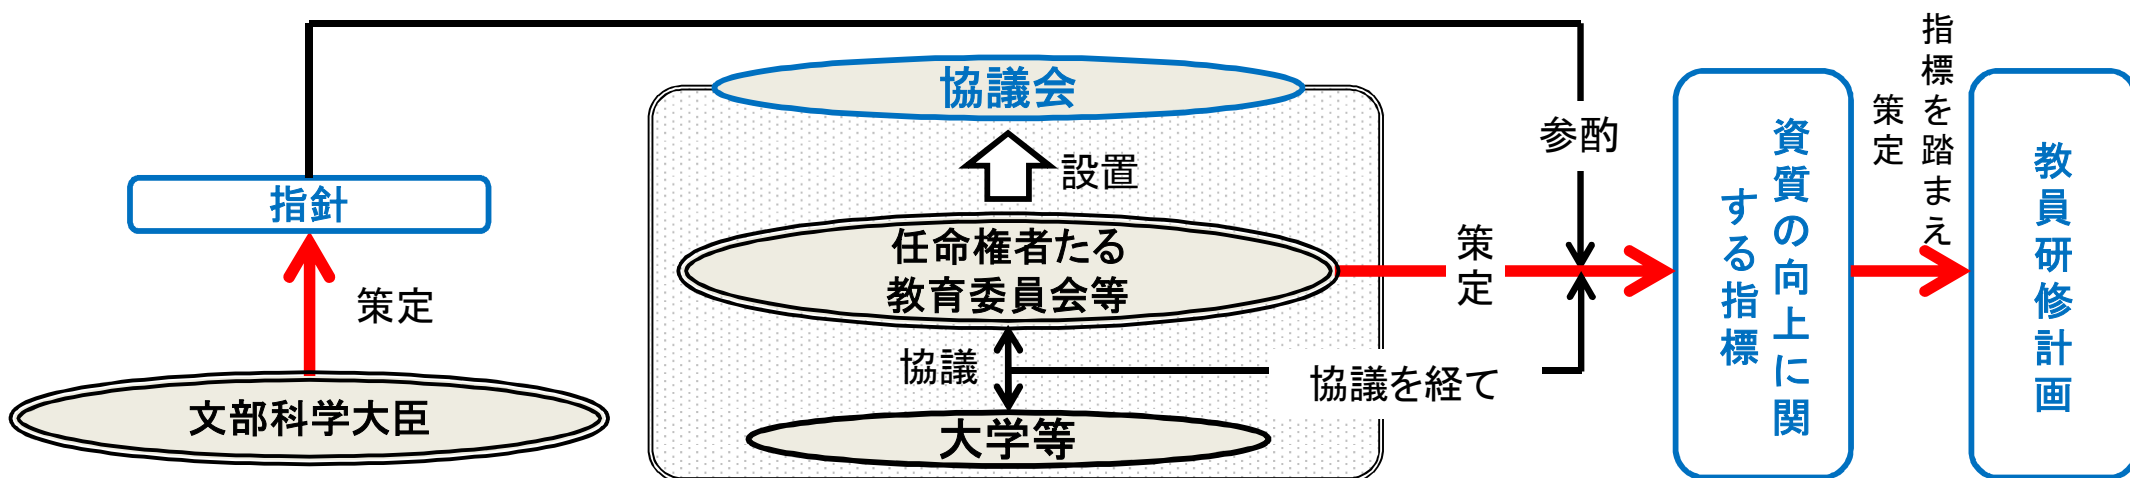 協議会
設置
任命権者たる
教育委員会等
協議
大学等
指針
策定
文部科学大臣
策定
参酌
協議を経て
資質の向上に関
する指標
指標を踏まえ
策定
教員研修計画